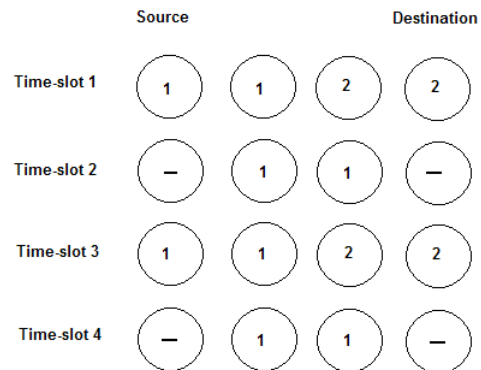 Source Destination
Time-slot 1 1 1 2 2
Time-slot 2 – 1 1 –
Time-slot 3 1 1 2 2
Time-slot 4 – 1 1 –